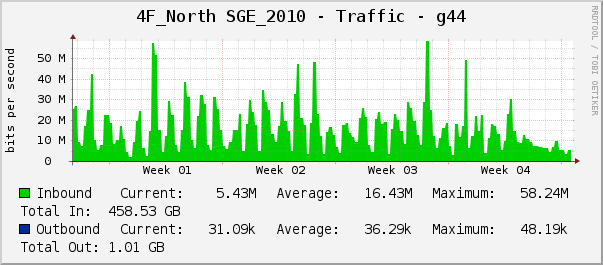 4F_North SGE_2010 - Traffic - g44
RRDTOOL / TOBI OETIKER
bits per second
50 M
40 M
30 M
20 M
10 M
0
Week 01 Week 02 Week 03 Week 04
Inbound Current: 5.43M Average: 16.43M Maximum: 58.24M
Total In: 458.53 GB
Outbound Current: 31.09k Average: 36.29k Maximum: 48.19k
Total Out: 1.01 GB